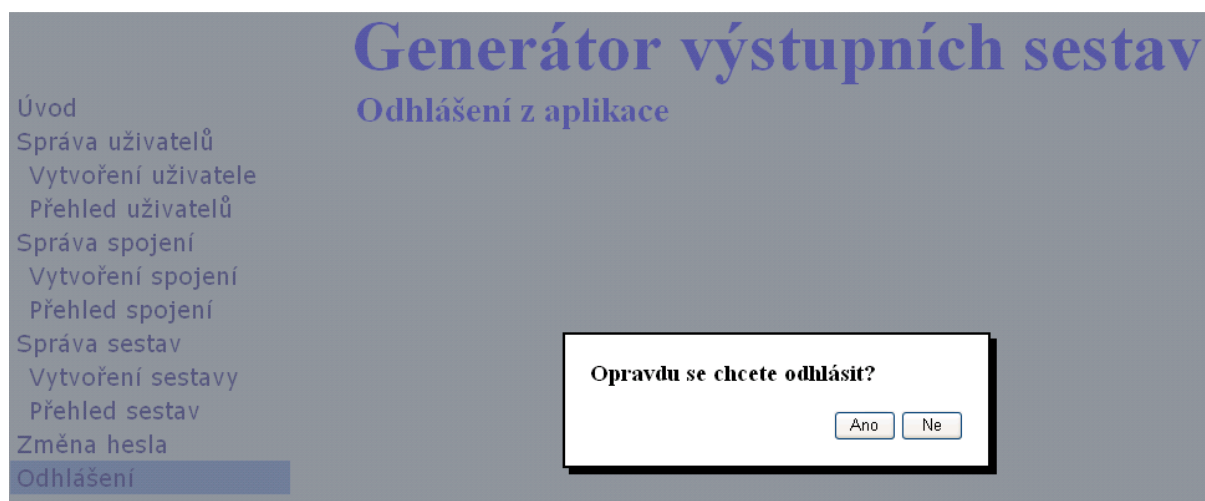 Generátor výstupních sestav
Odhlášení z aplikace
Úvod
Správa uživatelů
Vytvoření uživatele
Přehled uživatelů
Správa spojení
Vytvoření spojení
Přehled spojení
Správa sestav
Vytvoření sestavy
Přehled sestav
Změna hesla
Odhlášení
Opravdu se chcete odhlásit?
Ano Ne